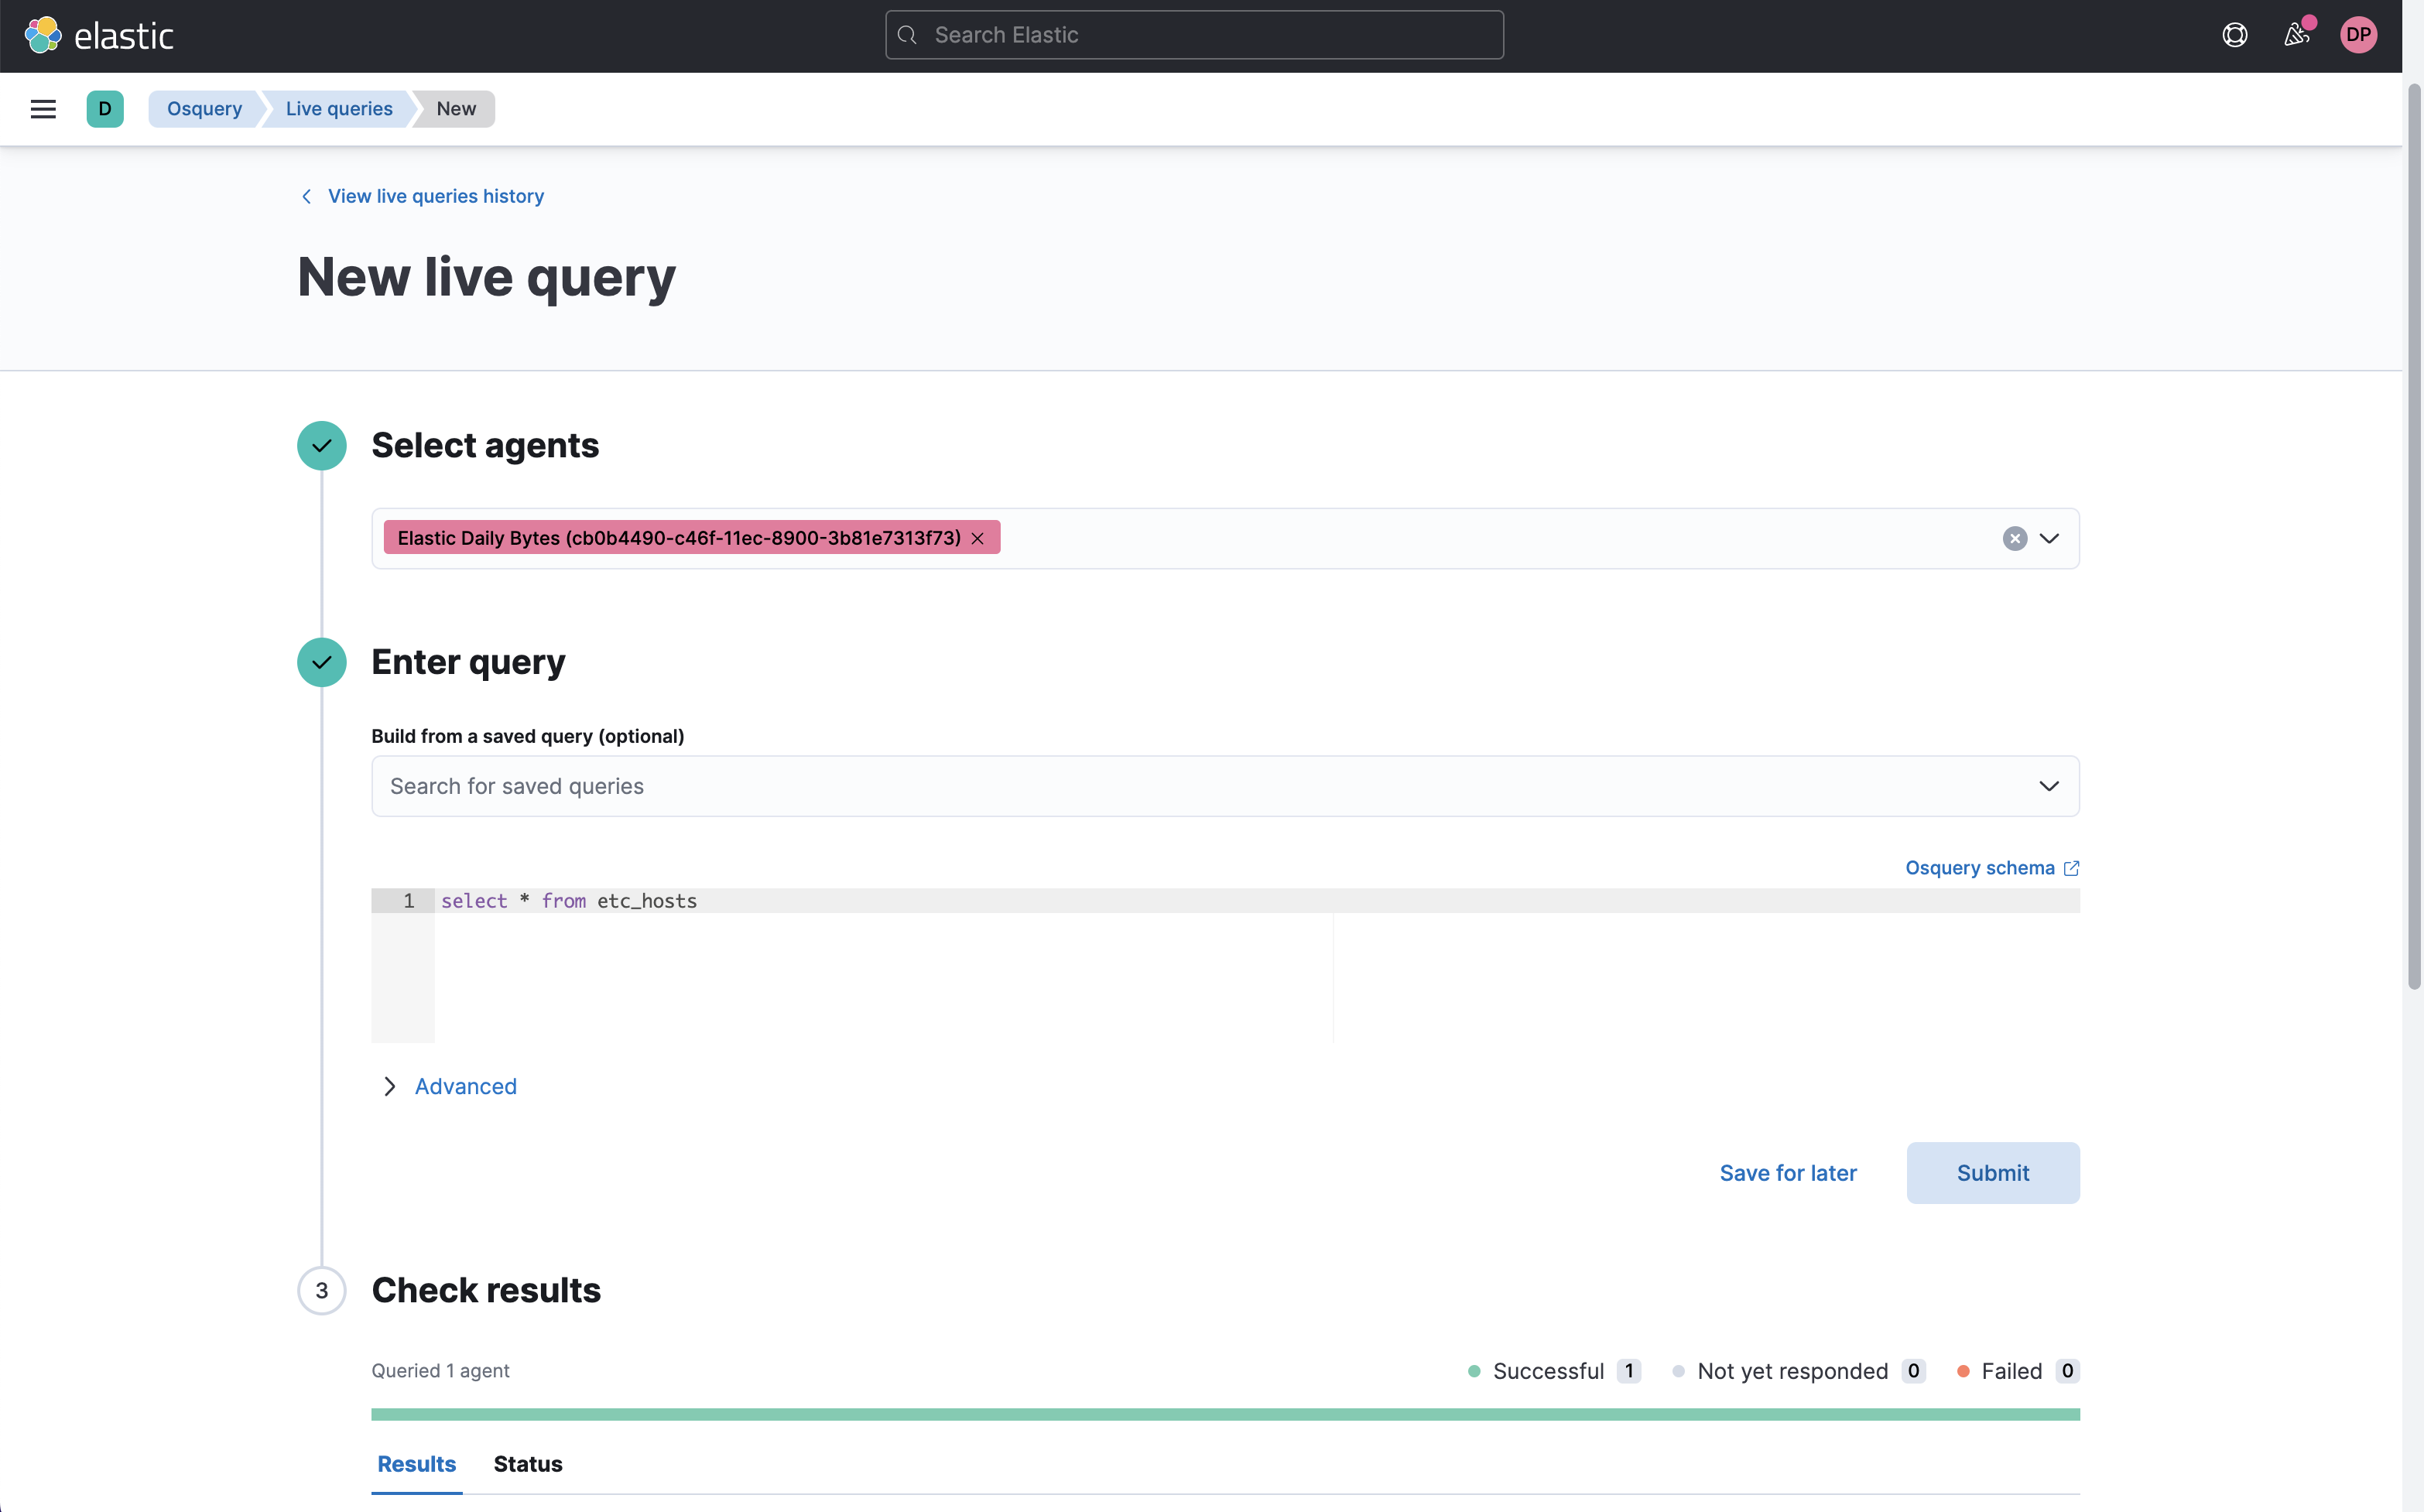 elastic
Search Elastic
DP
D
Osquery
Live queries
New
View live queries history
New live query
Select agents
Elastic Daily Bytes (cb0b4490-c46f-11ec-8900-3b81e7313f73)
Enter query
Build from a saved query (optional)
Search for saved queries
Osquery schema
1 select * from etc_hosts
Advanced
Save for later
Submit
3
Check results
Queried 1 agent
Successful 1
Not yet responded 0
Failed 0
Results
Status